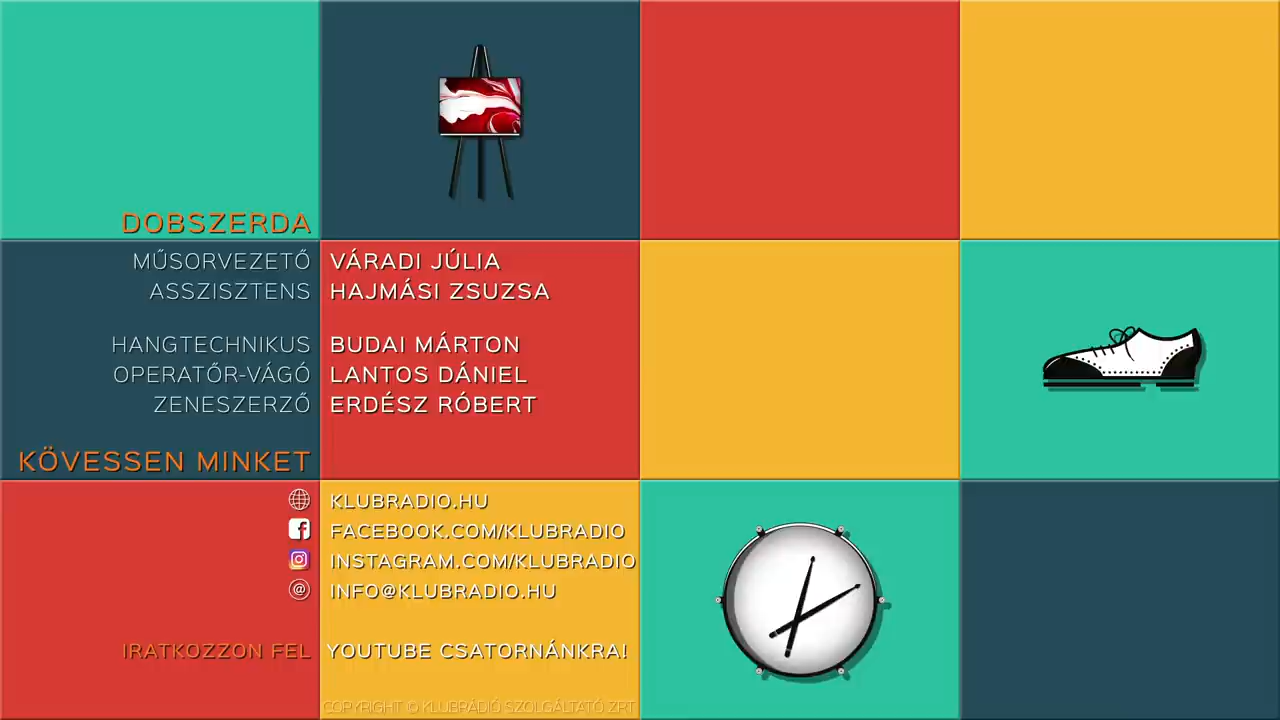 DOBSZERDA
MŰSORVEZETŐ VÁRADI JÚLIA
ASSZISZTENS HAJMÁSI ZSUZSA
HANGTECHNIKUS BUDAI MÁRTON
OPERATŐR-VÁGÓ LANTOS DÁNIEL
ZENESZERZŐ ERDÉSZ RÓBERT
KÖVESSEN MINKET
KLUBRADIO.HU
FACEBOOK.COM/KLUBRADIO
INSTAGRAM.COM/KLUBRADIO
INFO@KLUBRADIO.HU
IRATKOZZON FEL YOUTUBE CSATORNÁNKRA!
COPYRIGHT © KLUBRÁDIÓ SZOLGÁLTATÓ ZRT